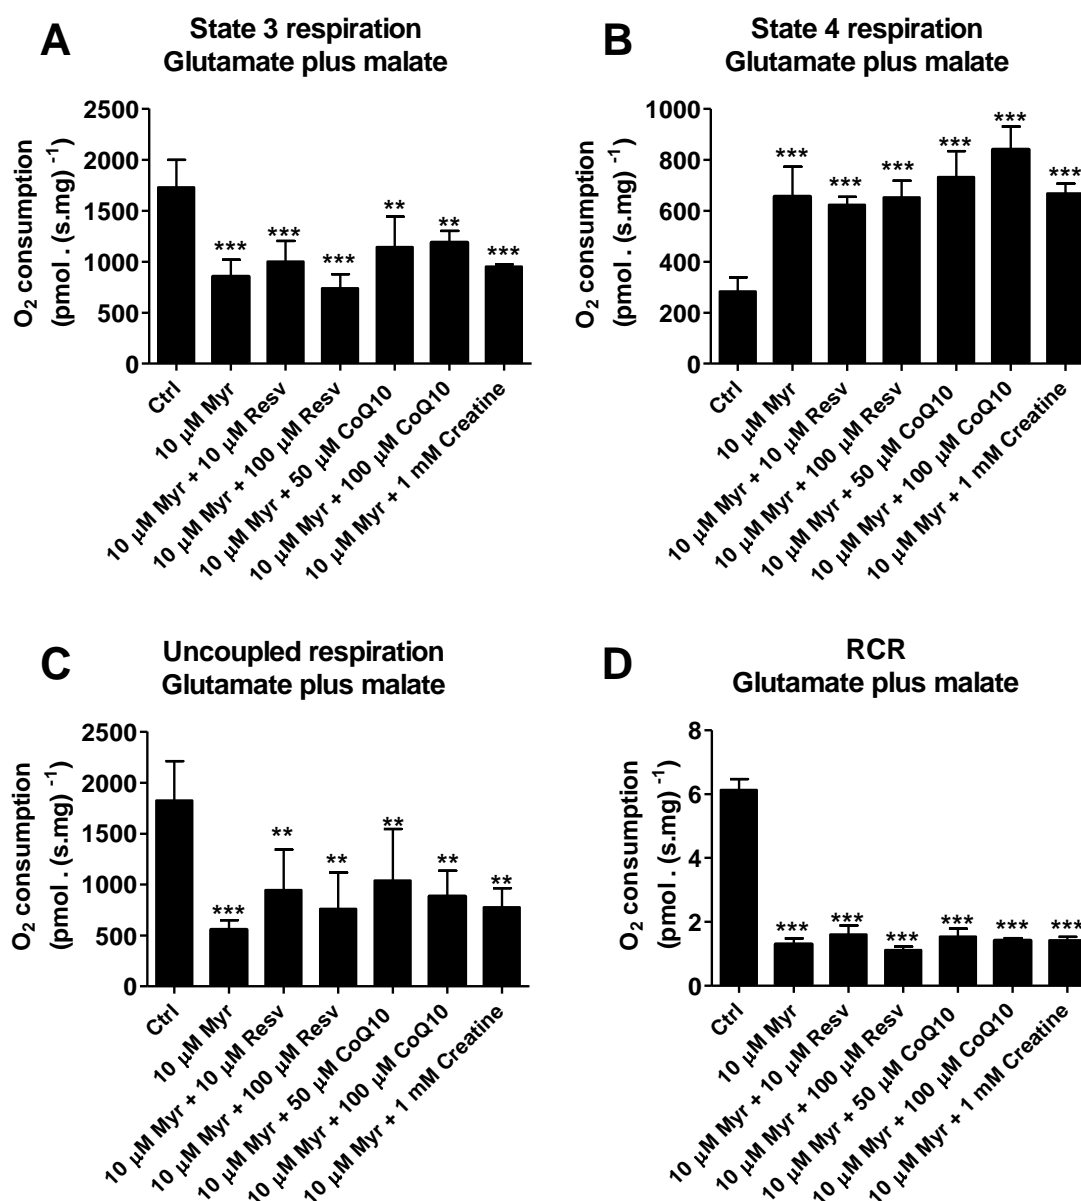 A
State 3 respiration
Glutamate plus malate
O2 consumption
(pmol . (s.mg) -1)
2500
2000
1500
1000
500
0
***
***
***
**
**
***
Ctrl
10 µM Myr
10 µM Myr + 10 µM Resv
10 µM Myr + 100 µM Resv
10 µM Myr + 50 µM CoQ10
10 µM Myr + 100 µM CoQ10
10 µM Myr + 1 mM Creatine
B
State 4 respiration
Glutamate plus malate
O2 consumption
(pmol . (s.mg) -1)
1000
800
600
400
200
0
***
***
***
***
***
***
Ctrl
10 µM Myr
10 µM Myr + 10 µM Resv
10 µM Myr + 100 µM Resv
10 µM Myr + 50 µM CoQ10
10 µM Myr + 100 µM CoQ10
10 µM Myr + 1 mM Creatine
C
Uncoupled respiration
Glutamate plus malate
O2 consumption
(pmol . (s.mg) -1)
2500
2000
1500
1000
500
0
***
**
**
**
**
**
Ctrl
10 µM Myr
10 µM Myr + 10 µM Resv
10 µM Myr + 100 µM Resv
10 µM Myr + 50 µM CoQ10
10 µM Myr + 100 µM CoQ10
10 µM Myr + 1 mM Creatine
D
RCR
Glutamate plus malate
O2 consumption
(pmol . (s.mg) -1)
8
6
4
2
0
***
***
***
***
***
***
Ctrl
10 µM Myr
10 µM Myr + 10 µM Resv
10 µM Myr + 100 µM Resv
10 µM Myr + 50 µM CoQ10
10 µM Myr + 100 µM CoQ10
10 µM Myr + 1 mM Creatine